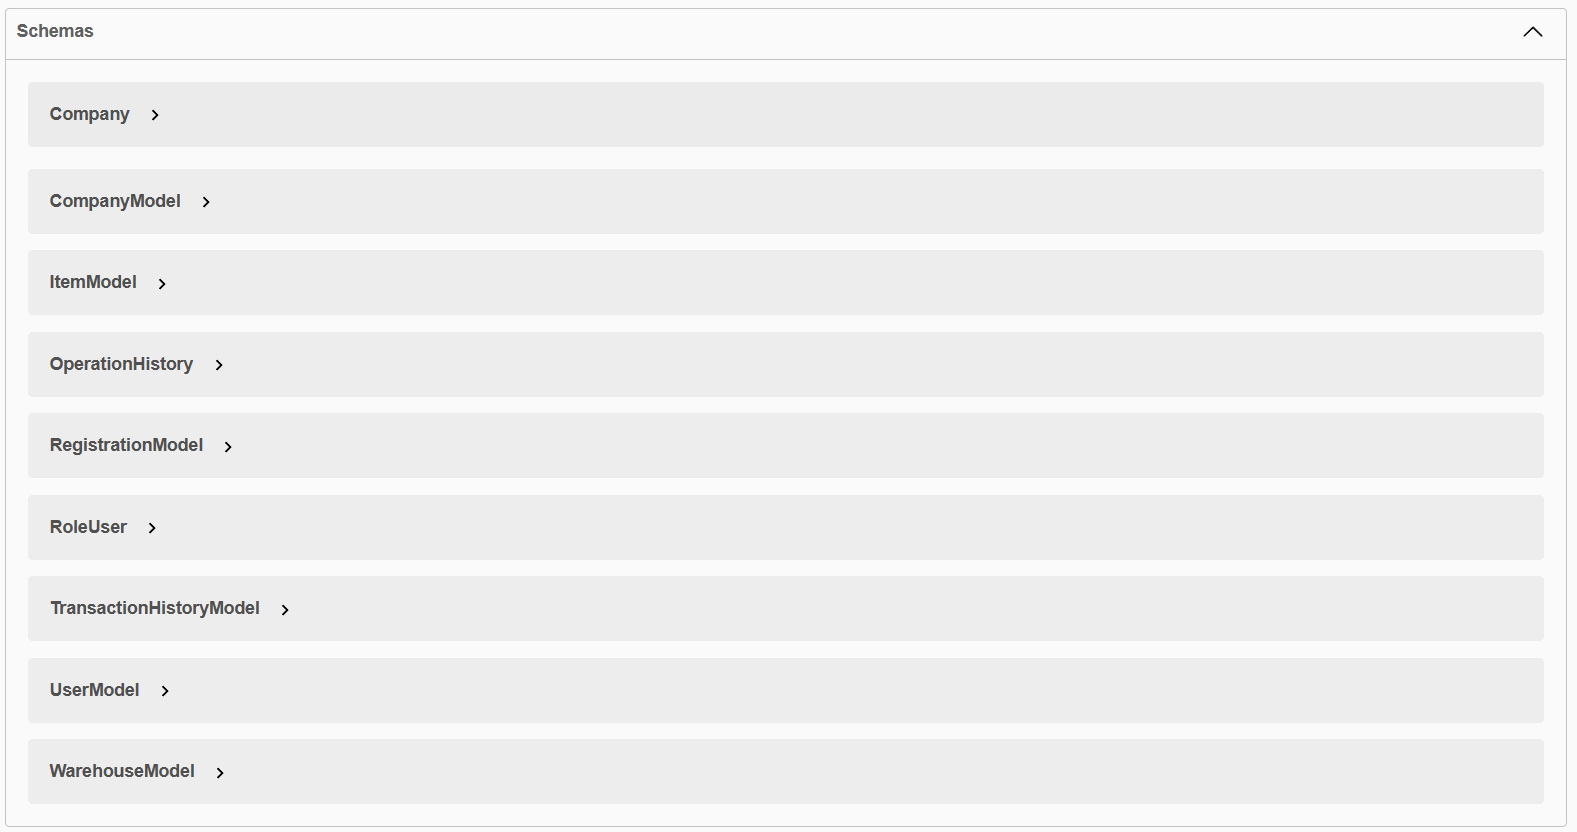 Schemas
Company
CompanyModel
ItemModel
OperationHistory
RegistrationModel
RoleUser
TransactionHistoryModel
UserModel
WarehouseModel